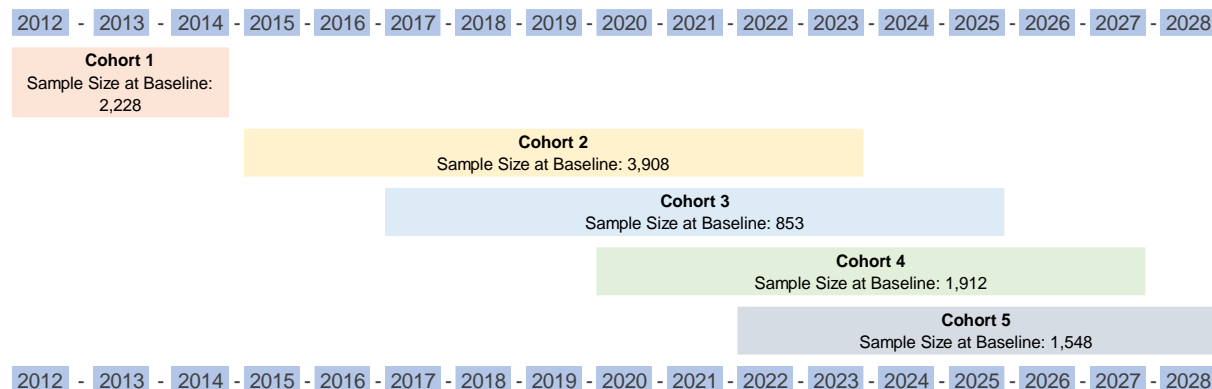 2012 - 2013 - 2014 - 2015 - 2016 - 2017 - 2018 - 2019 - 2020 - 2021 - 2022 - 2023 - 2024 - 2025 - 2026 - 2027 - 2028
Cohort 1
Sample Size at Baseline:
2,228
Cohort 2
Sample Size at Baseline: 3,908
Cohort 3
Sample Size at Baseline: 853
Cohort 4
Sample Size at Baseline: 1,912
Cohort 5
Sample Size at Baseline: 1,548
2012 - 2013 - 2014 - 2015 - 2016 - 2017 - 2018 - 2019 - 2020 - 2021 - 2022 - 2023 - 2024 - 2025 - 2026 - 2027 - 2028